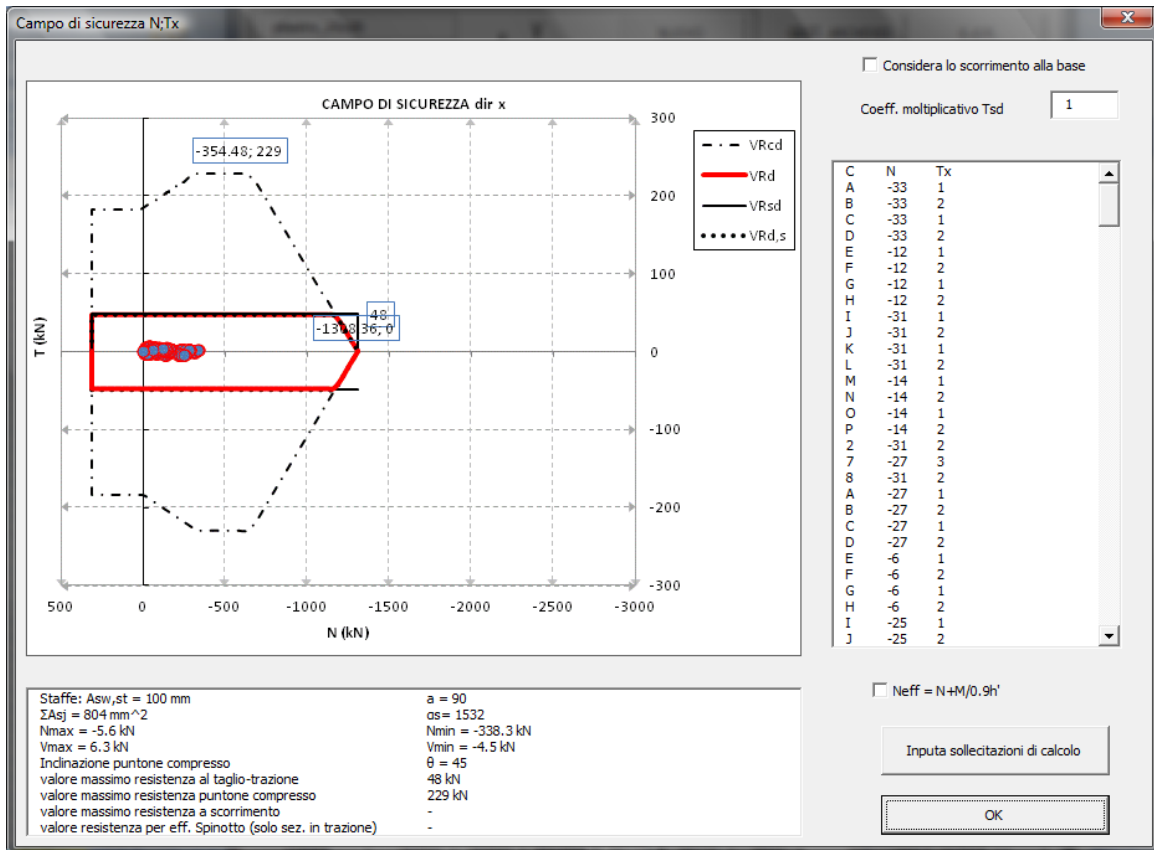 Campo di sicurezza N;Tx
x
CAMPO DI SICUREZZA dir x
300
200
100
0
-100
-200
-300
T (kN)
-354.48; 229
48
-1308.36; 0
500 0 -500 -1000 -1500 -2000 -2500 -3000
N (kN)
VRcd
VRd
VRsd
VRd,s
Considera lo scorrimento alla base
Coeff. moltiplicativo Tsd 1
C N Tx
A -33 1
B -33 2
C -33 1
D -33 2
E -12 1
F -12 2
G -12 1
H -12 2
I -31 1
J -31 2
K -31 1
L -31 2
M -14 1
N -14 2
O -14 1
P -14 2
2 -31 2
7 -27 3
8 -31 2
A -27 1
B -27 2
C -27 1
D -27 2
E -6 1
F -6 2
G -6 1
H -6 2
I -25 1
J -25 2
Staffe: Asw,st = 100 mm a = 90
ΣAsj = 804 mm^2 αs= 1532
Nmax = -5.6 kN Nmin = -338.3 kN
Vmax = 6.3 kN Vmin = -4.5 kN
Inclinazione puntone compresso θ = 45
valore massimo resistenza al taglio-trazione 48 kN
valore massimo resistenza puntone compresso 229 kN
valore massimo resistenza a scorrimento -
valore resistenza per eff. Spinotto (solo sez. in trazione) -
Neff = N+M/0.9h'
Inputa sollecitazioni di calcolo
OK